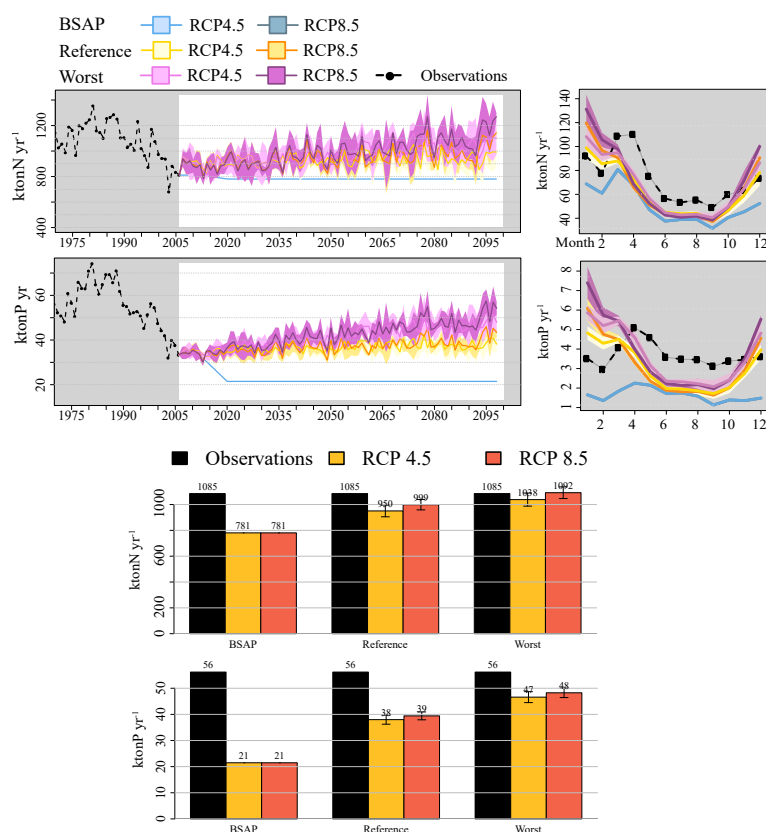 BSAP RCP4.5 RCP8.5
Reference RCP4.5 RCP8.5
Worst RCP4.5 RCP8.5 Observations
ktonN yr⁻¹
400 800 1200
1975 1990 2005 2020 2035 2050 2065 2080 2095
ktonN yr⁻¹
40 60 80 100 120 140
Month 2 4 6 8 10 12
ktonP yr
20 40 60
1975 1990 2005 2020 2035 2050 2065 2080 2095
ktonP yr⁻¹
1 2 3 4 5 6 7 8
2 4 6 8 10 12
Observations RCP 4.5 RCP 8.5
ktonN yr⁻¹
0 200 600 1000
1085 781 781 1085 950 999 1085 1038 1092
BSAP Reference Worst
ktonP yr⁻¹
0 10 20 30 40 50
56 21 21 56 38 39 56 47 48
BSAP Reference Worst